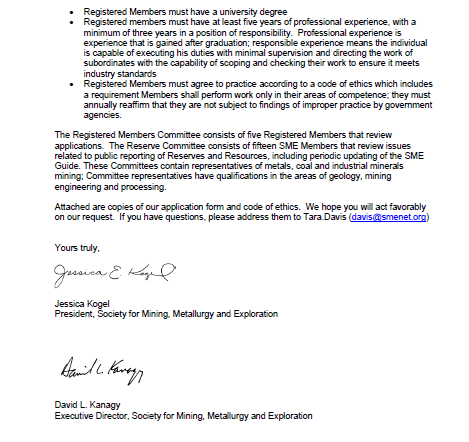 • Registered Members must have a university degree
• Registered members must have at least five years of professional experience, with a
minimum of three years in a position of responsibility. Professional experience is
experience that is gained after graduation; responsible experience means the individual
is capable of executing his duties with minimal supervision and directing the work of
subordinates with the capability of scoping and checking their work to ensure it meets
industry standards
• Registered Members must agree to practice according to a code of ethics which includes
a requirement Members shall perform work only in their areas of competence; they must
annually reaffirm that they are not subject to findings of improper practice by government
agencies.
The Registered Members Committee consists of five Registered Members that review
applications. The Reserve Committee consists of fifteen SME Members that review issues
related to public reporting of Reserves and Resources, including periodic updating of the SME
Guide. These Committees contain representatives of metals, coal and industrial minerals
mining; Committee representatives have qualifications in the areas of geology, mining
engineering and processing.
Attached are copies of our application form and code of ethics. We hope you will act favorably
on our request. If you have questions, please address them to Tara.Davis (davis@smenet.org)
Yours truly,
Jessica E. Kogel
Jessica Kogel
President, Society for Mining, Metallurgy and Exploration
David L. Kanagy
David L. Kanagy
Executive Director, Society for Mining, Metallurgy and Exploration